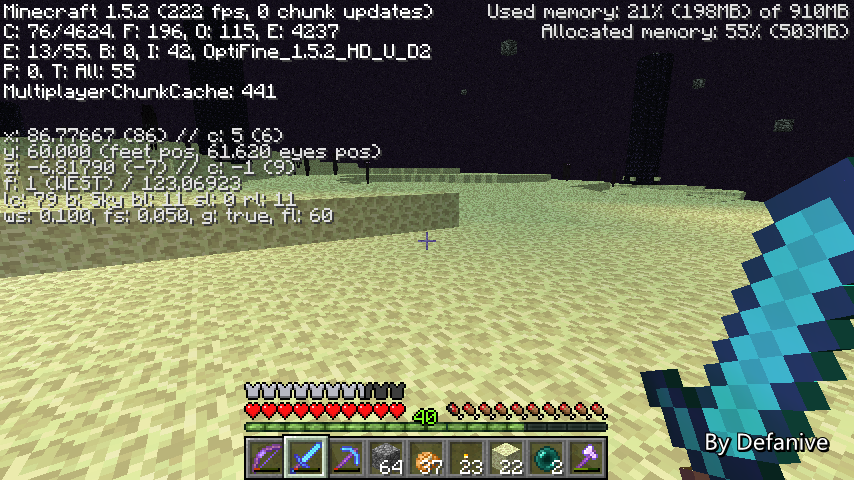 Minecraft 1.5.2 (222 fps, 0 chunk updates)
C: 76/4624. F: 196, O: 115, E: 4237
E: 13/55. B: 0, I: 42, OptiFine_1.5.2_HD_U_D2
P: 0. T: All: 55
MultiplayerChunkCache: 441
Used memory: 21% (198MB) of 910MB
Allocated memory: 55% (503MB)
x: 86.77667 (86) // c: 5 (6)
y: 60.000 (feet pos, 61.620 eyes pos)
z: -6.81790 (-7) // c: -1 (9)
f: 1 (WEST) / 123.06923
lc: 79 b: Sky bl: 11 sl: 0 rl: 11
ws: 0.100, fs: 0.050, g: true, fl: 60
40
64 37 23 22 2
By Defanive